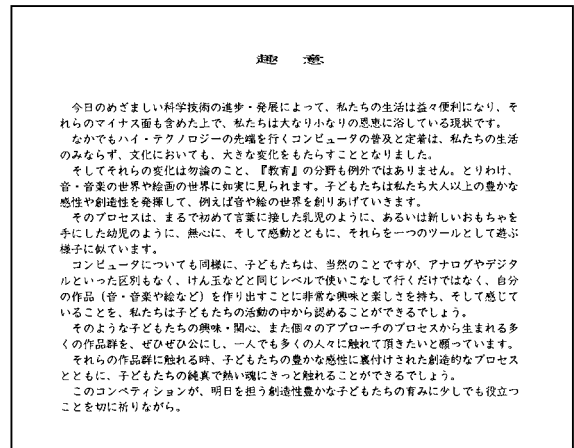 趣 意
今日のめざましい科学技術の進歩・発展によって、私たちの生活は益々便利になり、そ
れらのマイナス面も含めた上で、私たちは大なり小なりの恩恵に浴している現状です。
なかでもハイ・テクノロジーの先端を行くコンピュータの普及と定着は、私たちの生活
のみならず、文化においても、大きな変化をもたらすこととなりました。
そしてそれらの変化は勿論のこと、『教育』の分野も例外ではありません。とりわけ、
音・音楽の世界や絵画の世界に如実に見られます。子どもたちは私たち大人以上の豊かな
感性や創造性を発揮して、例えば音や絵の世界を創りあげていきます。
そのプロセスは、まるで初めて言葉に接した乳児のように、あるいは新しいおもちゃを
手にした幼児のように、無心に、そして感動とともに、それらを一つのツールとして遊ぶ
様子に似ています。
コンピュータについても同様に、子どもたちは、当然のことですが、アナログやデジタ
ルといった区別もなく、けん玉などと同じレベルで使いこなして行くだけではなく、自分
の作品（音・音楽や絵など）を作り出すことに非常な興味と楽しさを持ち、そして感じて
いることを、私たちは子どもたちの活動の中から認めることができるでしょう。
そのような子どもたちの興味・関心、また個々のアプローチのプロセスから生まれる多
くの作品群を、ぜひぜひ公にし、一人でも多くの人々に触れて頂きたいと願っています。
それらの作品群に触れる時、子どもたちの豊かな感性に裏付けされた創造的なプロセス
とともに、子どもたちの純真で熱い魂にきっと触れることができるでしょう。
このコンペティションが、明日を担う創造性豊かな子どもたちの育みに少しでも役立つ
ことを切に祈りながら。